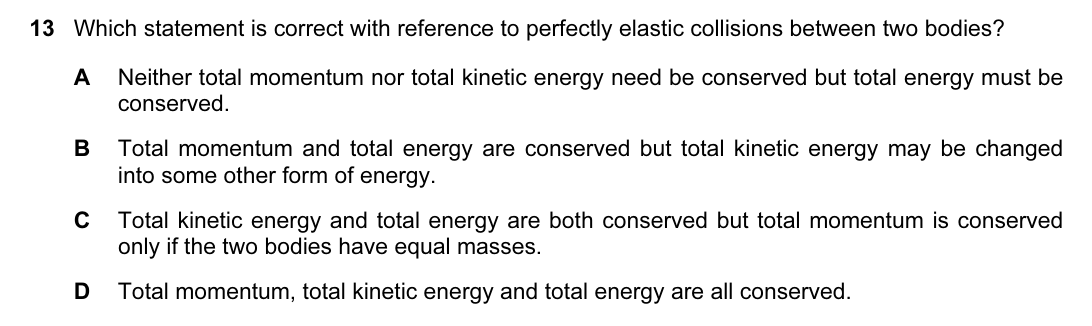 13 Which statement is correct with reference to perfectly elastic collisions between two bodies?
A Neither total momentum nor total kinetic energy need be conserved but total energy must be
conserved.
B Total momentum and total energy are conserved but total kinetic energy may be changed
into some other form of energy.
C Total kinetic energy and total energy are both conserved but total momentum is conserved
only if the two bodies have equal masses.
D Total momentum, total kinetic energy and total energy are all conserved.